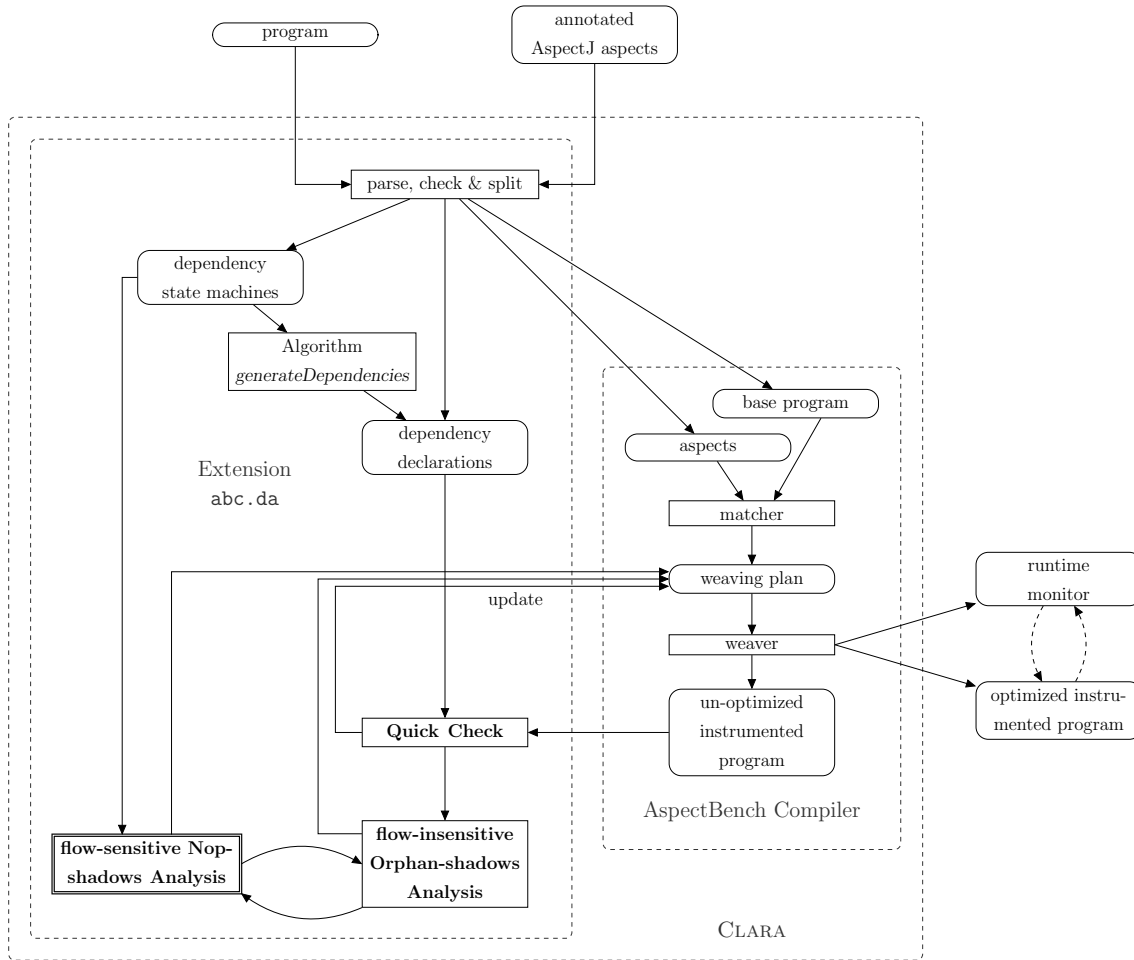 program
annotated
AspectJ aspects
parse, check & split
dependency
state machines
Algorithm
generateDependencies
base program
dependency
declarations
aspects
Extension
abc.da
matcher
weaving plan
runtime
monitor
update
weaver
un-optimized
instrumented
program
optimized instru-
mented program
Quick Check
AspectBench Compiler
flow-sensitive Nop-
shadows Analysis
flow-insensitive
Orphan-shadows
Analysis
CLARA